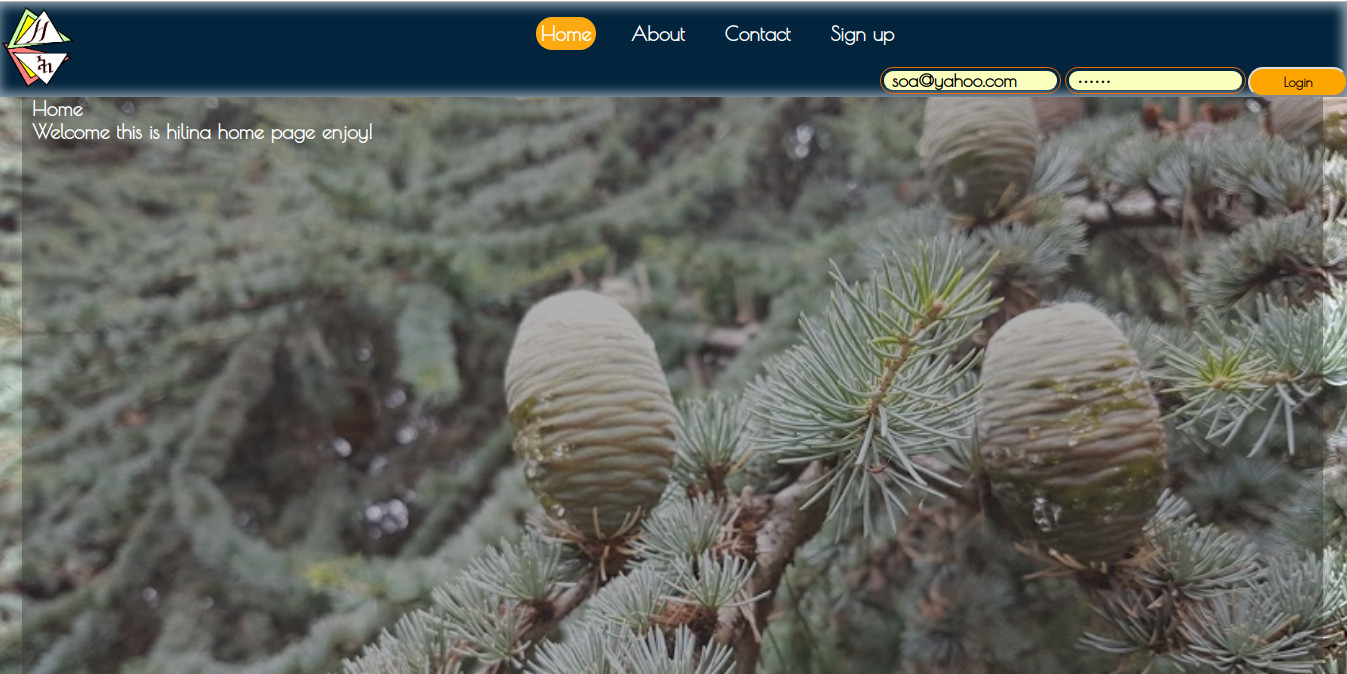 H
Home About Contact Sign up
soa@yahoo.com •••••• Login
Home
Welcome this is hilina home page enjoy!